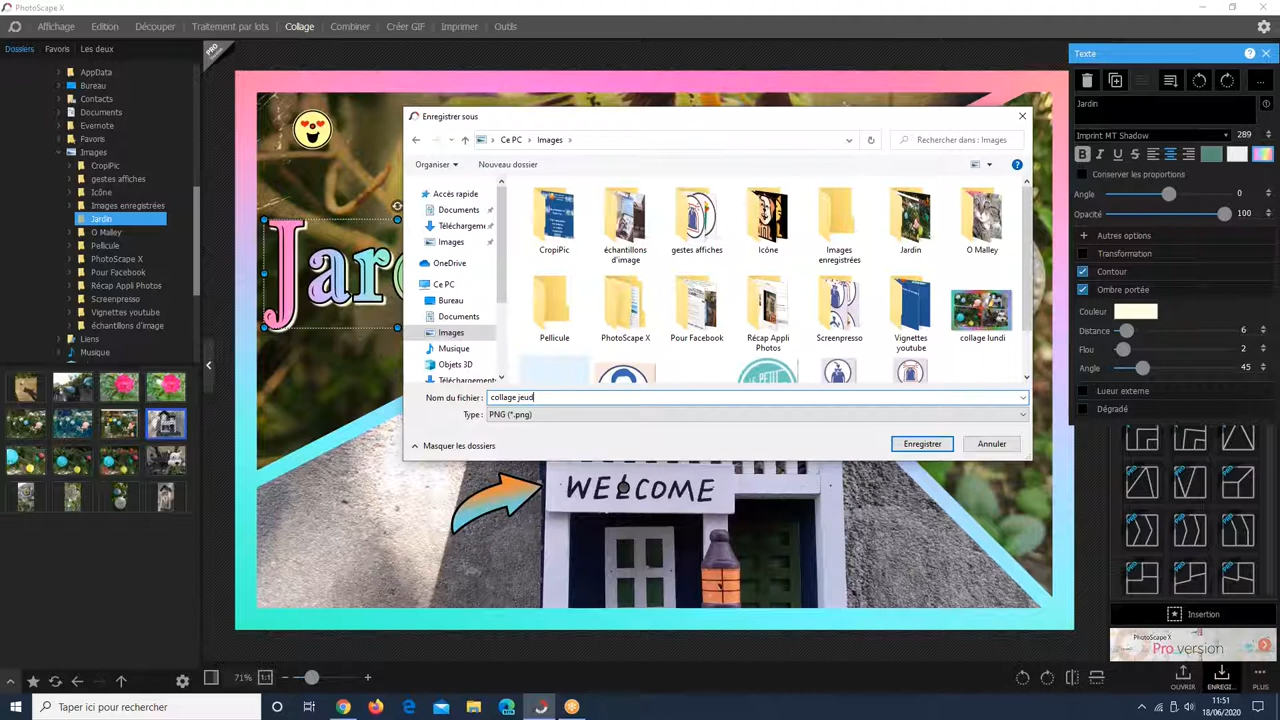 PhotoScape X
Affichage Edition Découper Traitement par lots Collage Combiner Créer GIF Imprimer Outils
Dossiers Favoris Les deux
PRO
AppData
Bureau
Contacts
Documents
Evernote
Favoris
Images
CropiPic
gestes affiches
Icône
Images enregistrées
Jardin
O Malley
Pellicule
PhotoScape X
Pour Facebook
Récap Appli Photos
Screenpresso
Vignettes youtube
échantillons d'image
Liens
Musique
Enregistrer sous
Ce PC Images
Rechercher dans : Images
Organiser Nouveau dossier
Accès rapide
Documents
Téléchargeme
Images
OneDrive
Ce PC
Bureau
Documents
Images
Musique
Objets 3D
Téléchargement
CropiPic
échantillons
d'image
gestes affiches
Icône
Images
enregistrées
Jardin
O Malley
Pellicule
PhotoScape X
Pour Facebook
Récap Appli
Photos
Screenpresso
Vignettes
youtube
collage lundi
LE PETIT
Nom du fichier : collage jeud
Type : PNG (*.png)
Masquer les dossiers
Enregistrer Annuler
Jard
WELCOME
Texte
Jardin
Imprint MT Shadow 289
B I U S
Conserver les proportions
Angle 0
Opacité 100
Autres options
Transformation
Contour
Ombre portée
Couleur
Distance 6
Flou 2
Angle 45
Lueur externe
Dégradé
Insertion
PhotoScape X
Pro version
71% 1:1
OUVRIR ENREGI... PLUS
Taper ici pour rechercher
11:51
18/06/2020